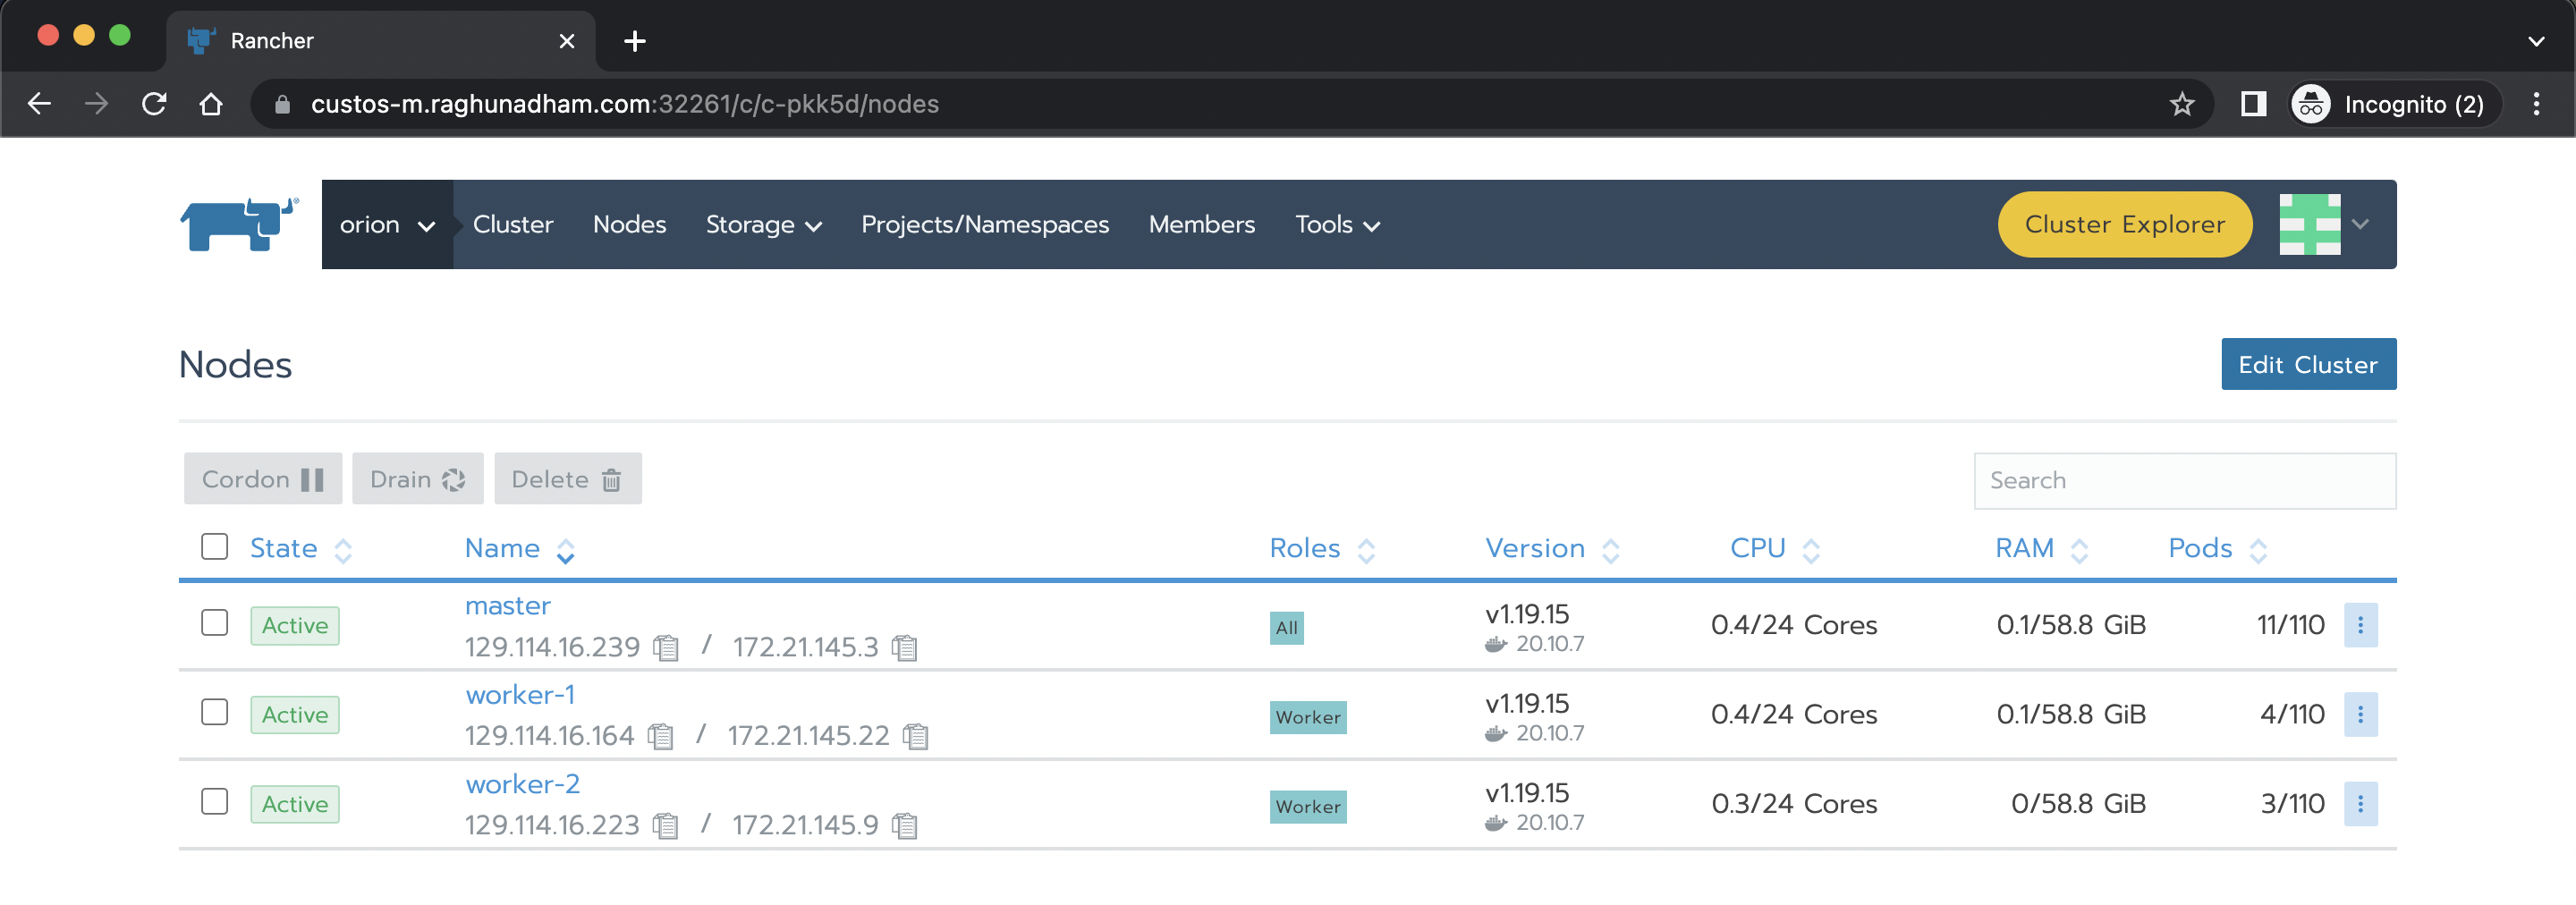 Rancher
custos-m.raghunadham.com:32261/c/c-pkk5d/nodes
Incognito (2)
orion Cluster Nodes Storage Projects/Namespaces Members Tools Cluster Explorer
Nodes
Edit Cluster
Cordon Drain Delete
Search
State Name Roles Version CPU RAM Pods
Active master All v1.19.15 0.4/24 Cores 0.1/58.8 GiB 11/110
129.114.16.239 / 172.21.145.3 20.10.7
Active worker-1 Worker v1.19.15 0.4/24 Cores 0.1/58.8 GiB 4/110
129.114.16.164 / 172.21.145.22 20.10.7
Active worker-2 Worker v1.19.15 0.3/24 Cores 0/58.8 GiB 3/110
129.114.16.223 / 172.21.145.9 20.10.7